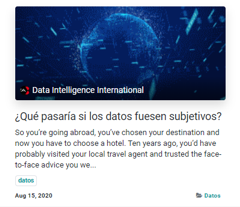 Data Intelligence International
¿Qué pasaría si los datos fuesen subjetivos?
So you're going abroad, you've chosen your destination and
now you have to choose a hotel. Ten years ago, you'd have
probably visited your local travel agent and trusted the face-
to-face advice you we...
datos
Aug 15, 2020
Datos